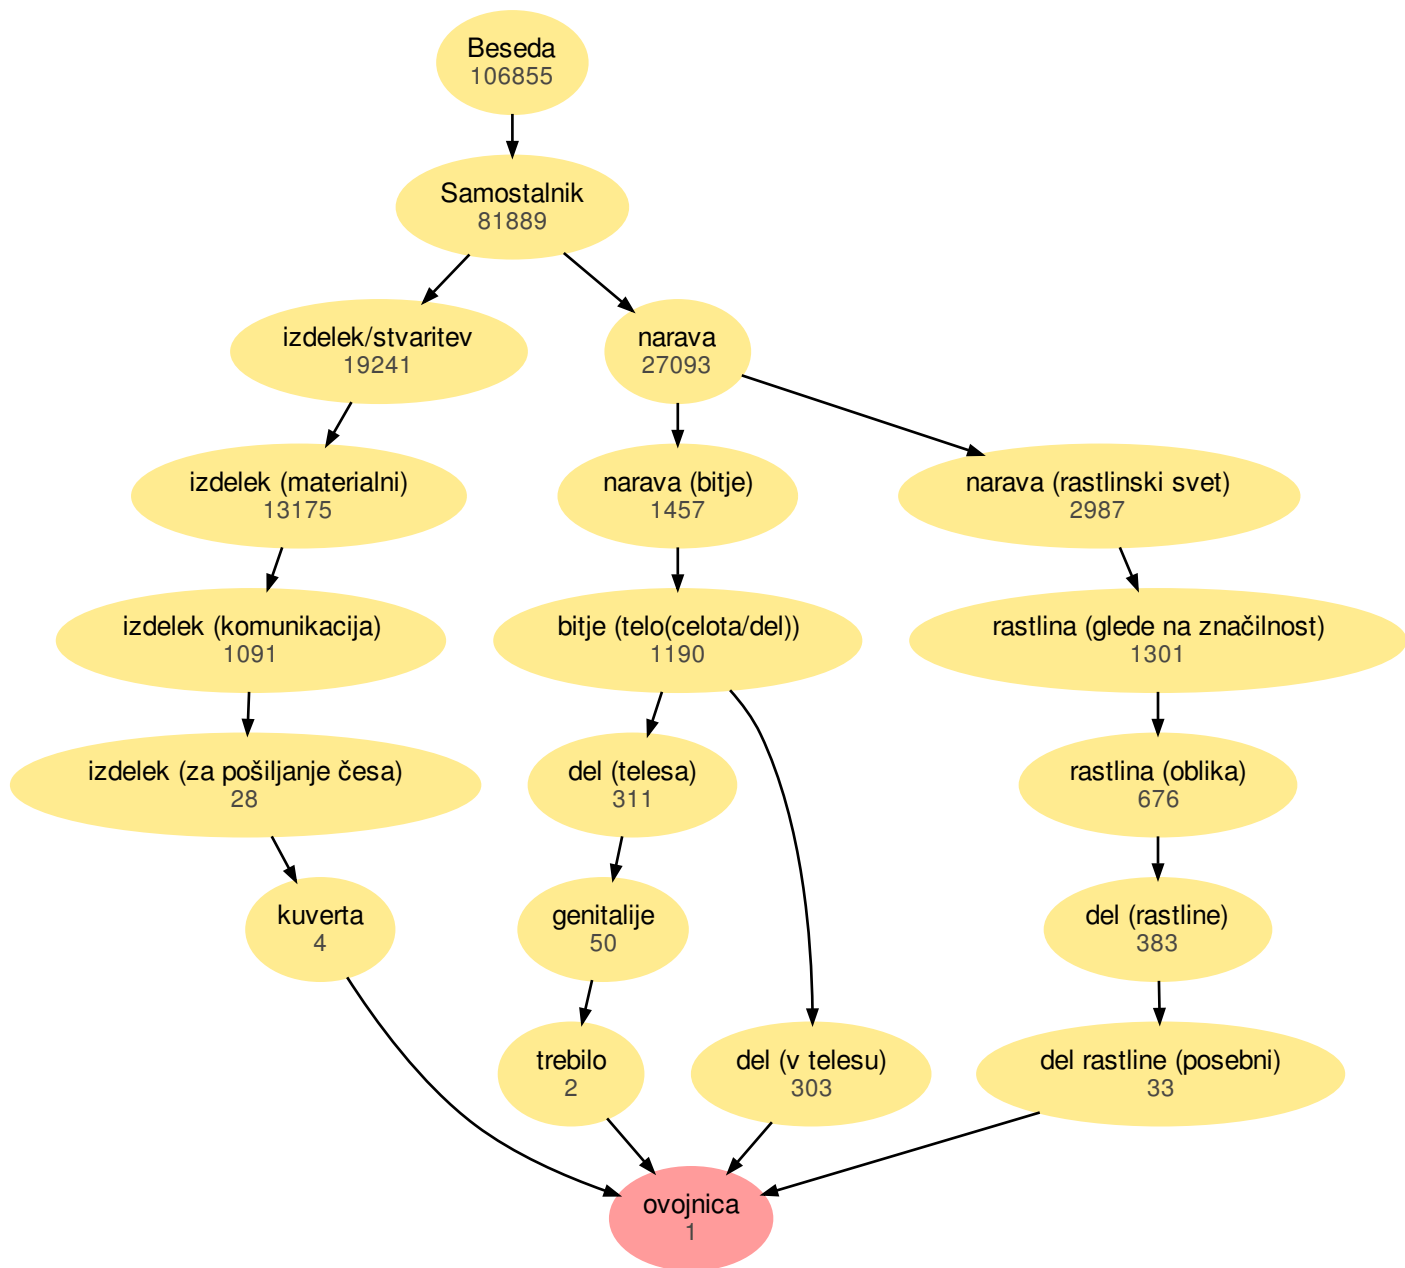 Beseda
106855
Samostalnik
81889
izdelek/stvaritev
19241
narava
27093
izdelek (materialni)
13175
narava (bitje)
1457
narava (rastlinski svet)
2987
izdelek (komunikacija)
1091
bitje (telo(celota/del))
1190
rastlina (glede na značilnost)
1301
izdelek (za pošiljanje česa)
28
del (telesa)
311
rastlina (oblika)
676
kuverta
4
genitalije
50
del (rastline)
383
trebilo
2
del (v telesu)
303
del rastline (posebni)
33
ovojnica
1